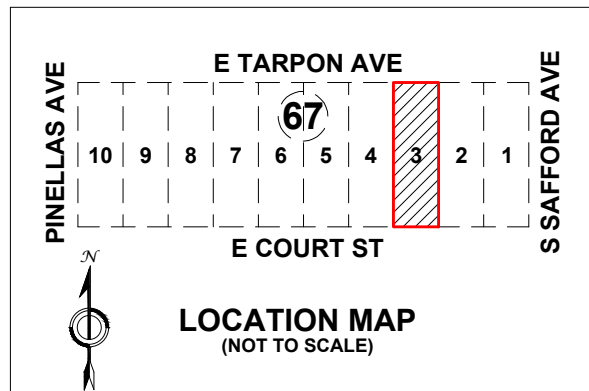 E TARPON AVE
PINELLAS AVE
67
10 9 8 7 6 5 4 3 2 1
S SAFFORD AVE
E COURT ST
N
LOCATION MAP
(NOT TO SCALE)